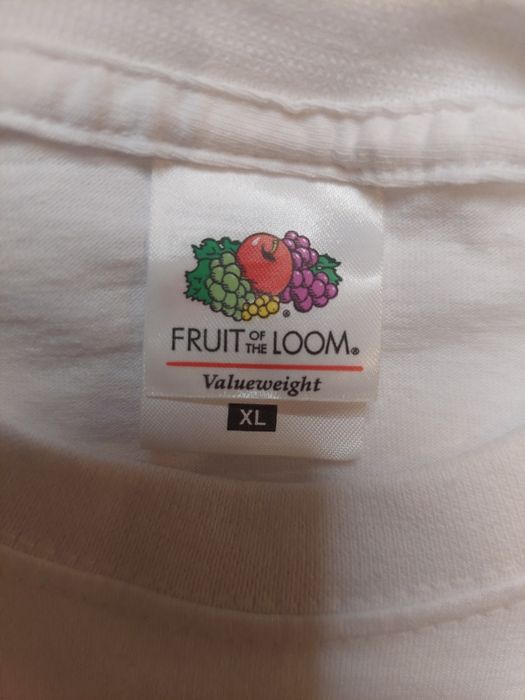 ®
FRUIT OF THE LOOM®
Valueweight
XL